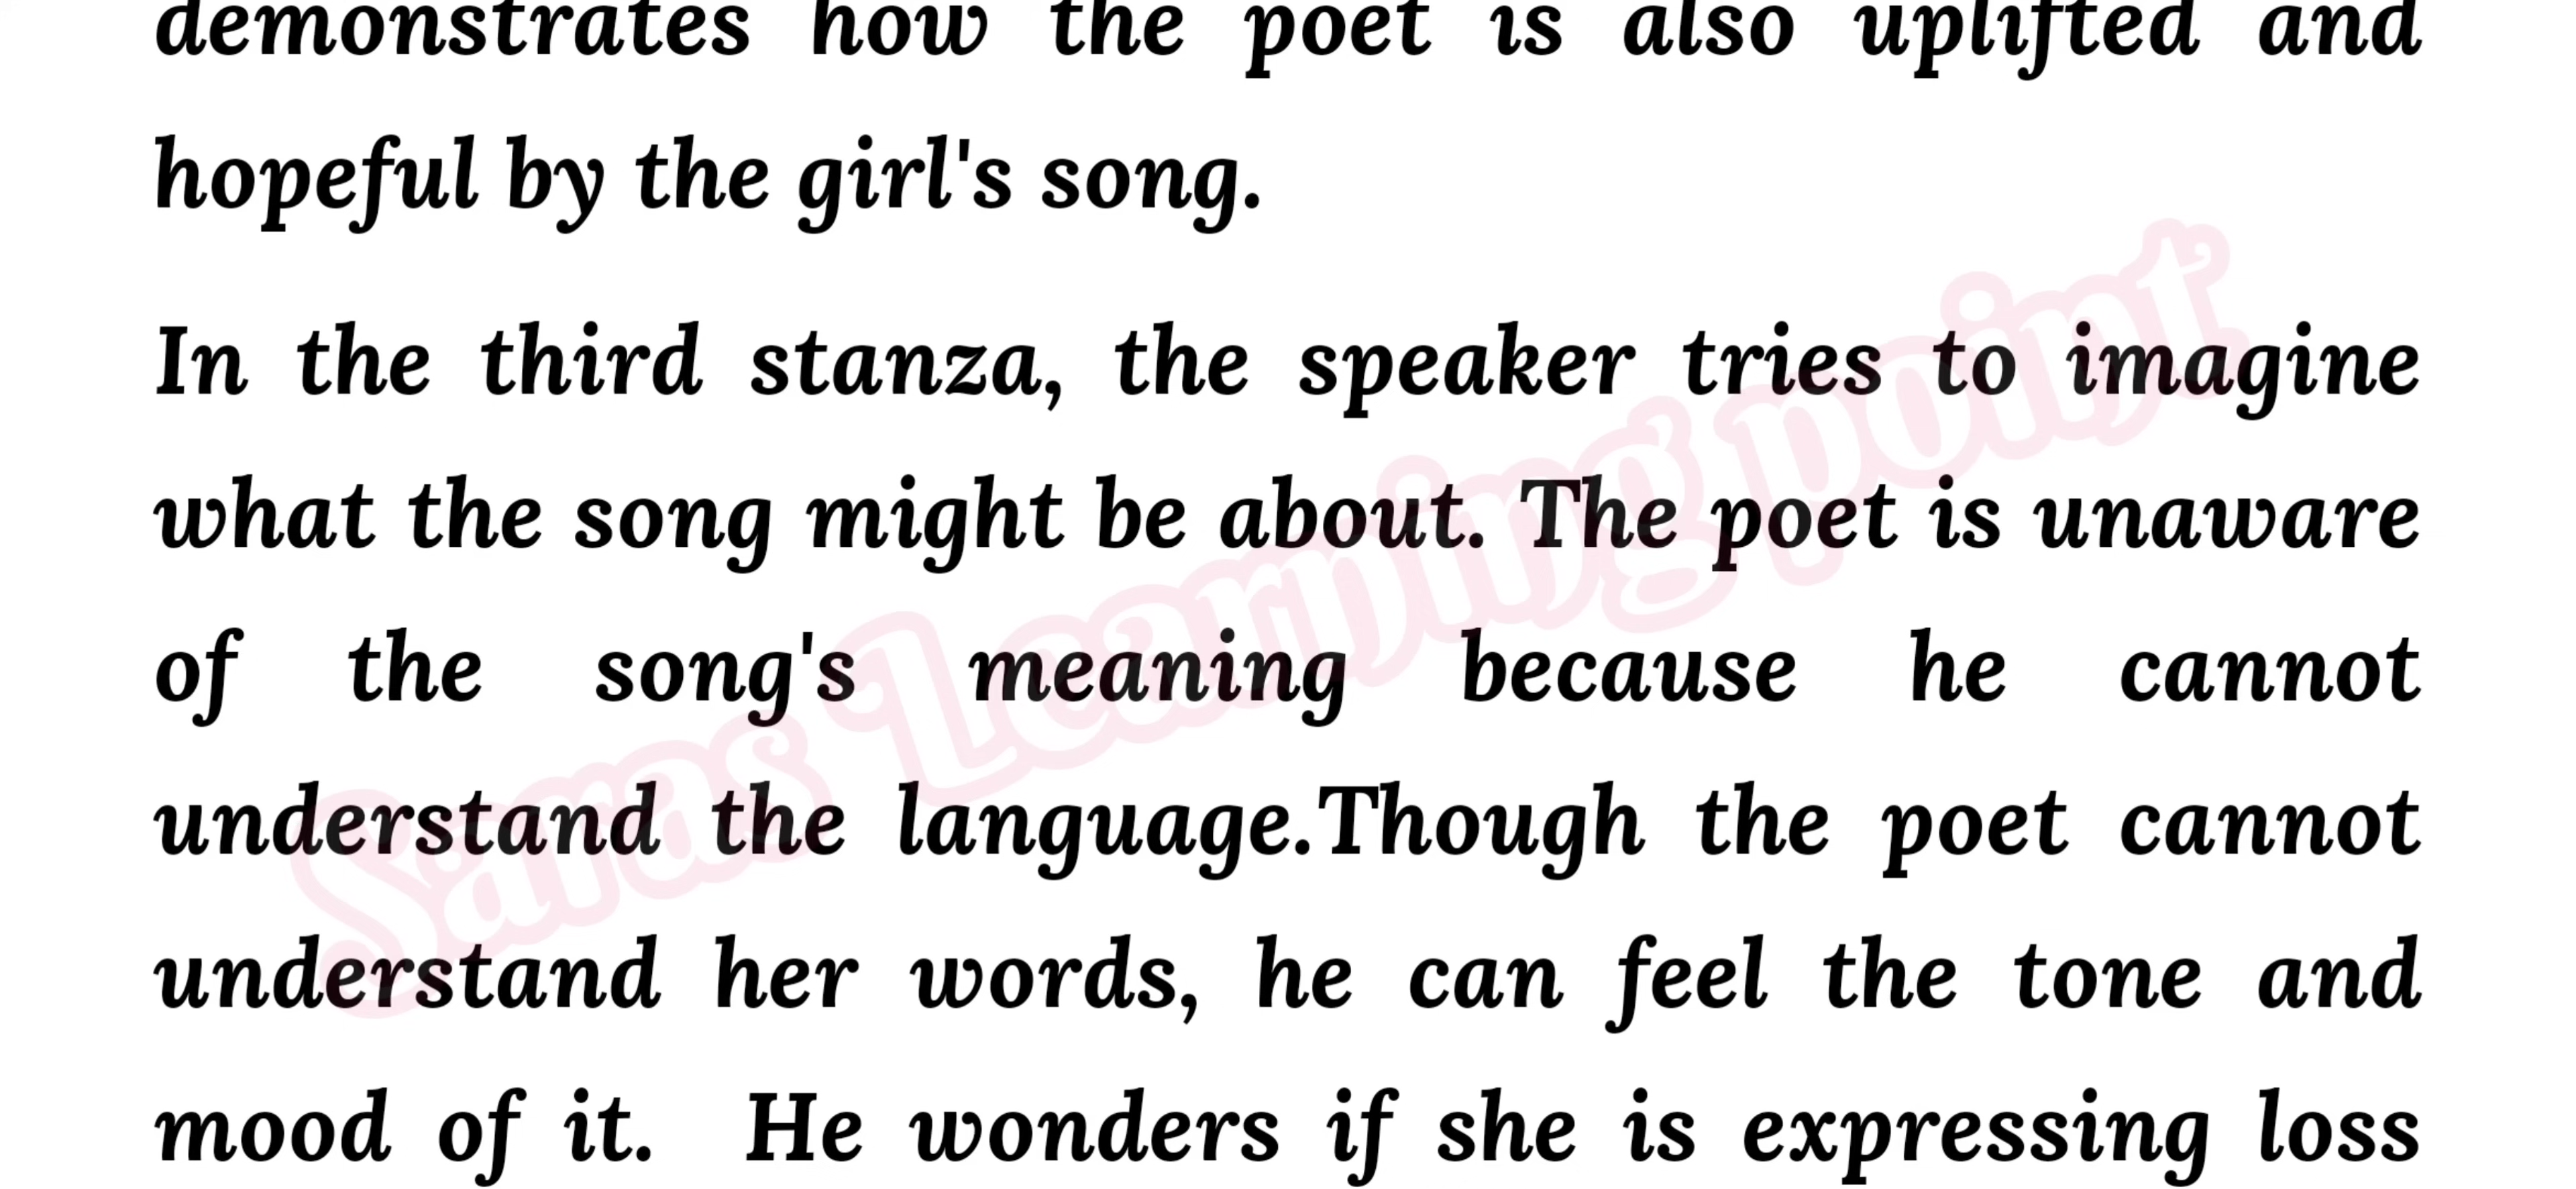 demonstrates how the poet is also uplifted and
hopeful by the girl's song.
In the third stanza, the speaker tries to imagine
what the song might be about. The poet is unaware
of the song's meaning because he cannot
understand the language.Though the poet cannot
understand her words, he can feel the tone and
mood of it.  He wonders if she is expressing loss
Saras Learning point